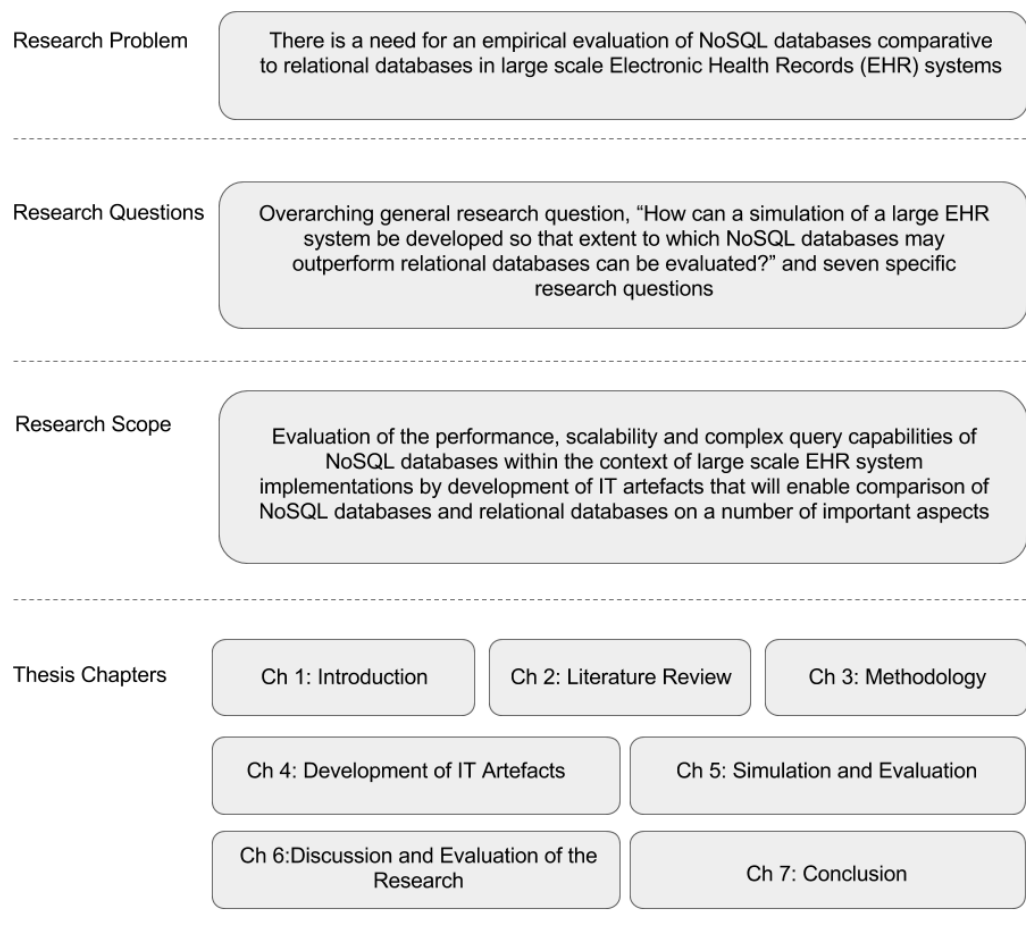 Research Problem
There is a need for an empirical evaluation of NoSQL databases comparative
to relational databases in large scale Electronic Health Records (EHR) systems
Research Questions
Overarching general research question, “How can a simulation of a large EHR
system be developed so that extent to which NoSQL databases may
outperform relational databases can be evaluated?” and seven specific
research questions
Research Scope
Evaluation of the performance, scalability and complex query capabilities of
NoSQL databases within the context of large scale EHR system
implementations by development of IT artefacts that will enable comparison of
NoSQL databases and relational databases on a number of important aspects
Thesis Chapters
Ch 1: Introduction
Ch 2: Literature Review
Ch 3: Methodology
Ch 4: Development of IT Artefacts
Ch 5: Simulation and Evaluation
Ch 6:Discussion and Evaluation of the
Research
Ch 7: Conclusion